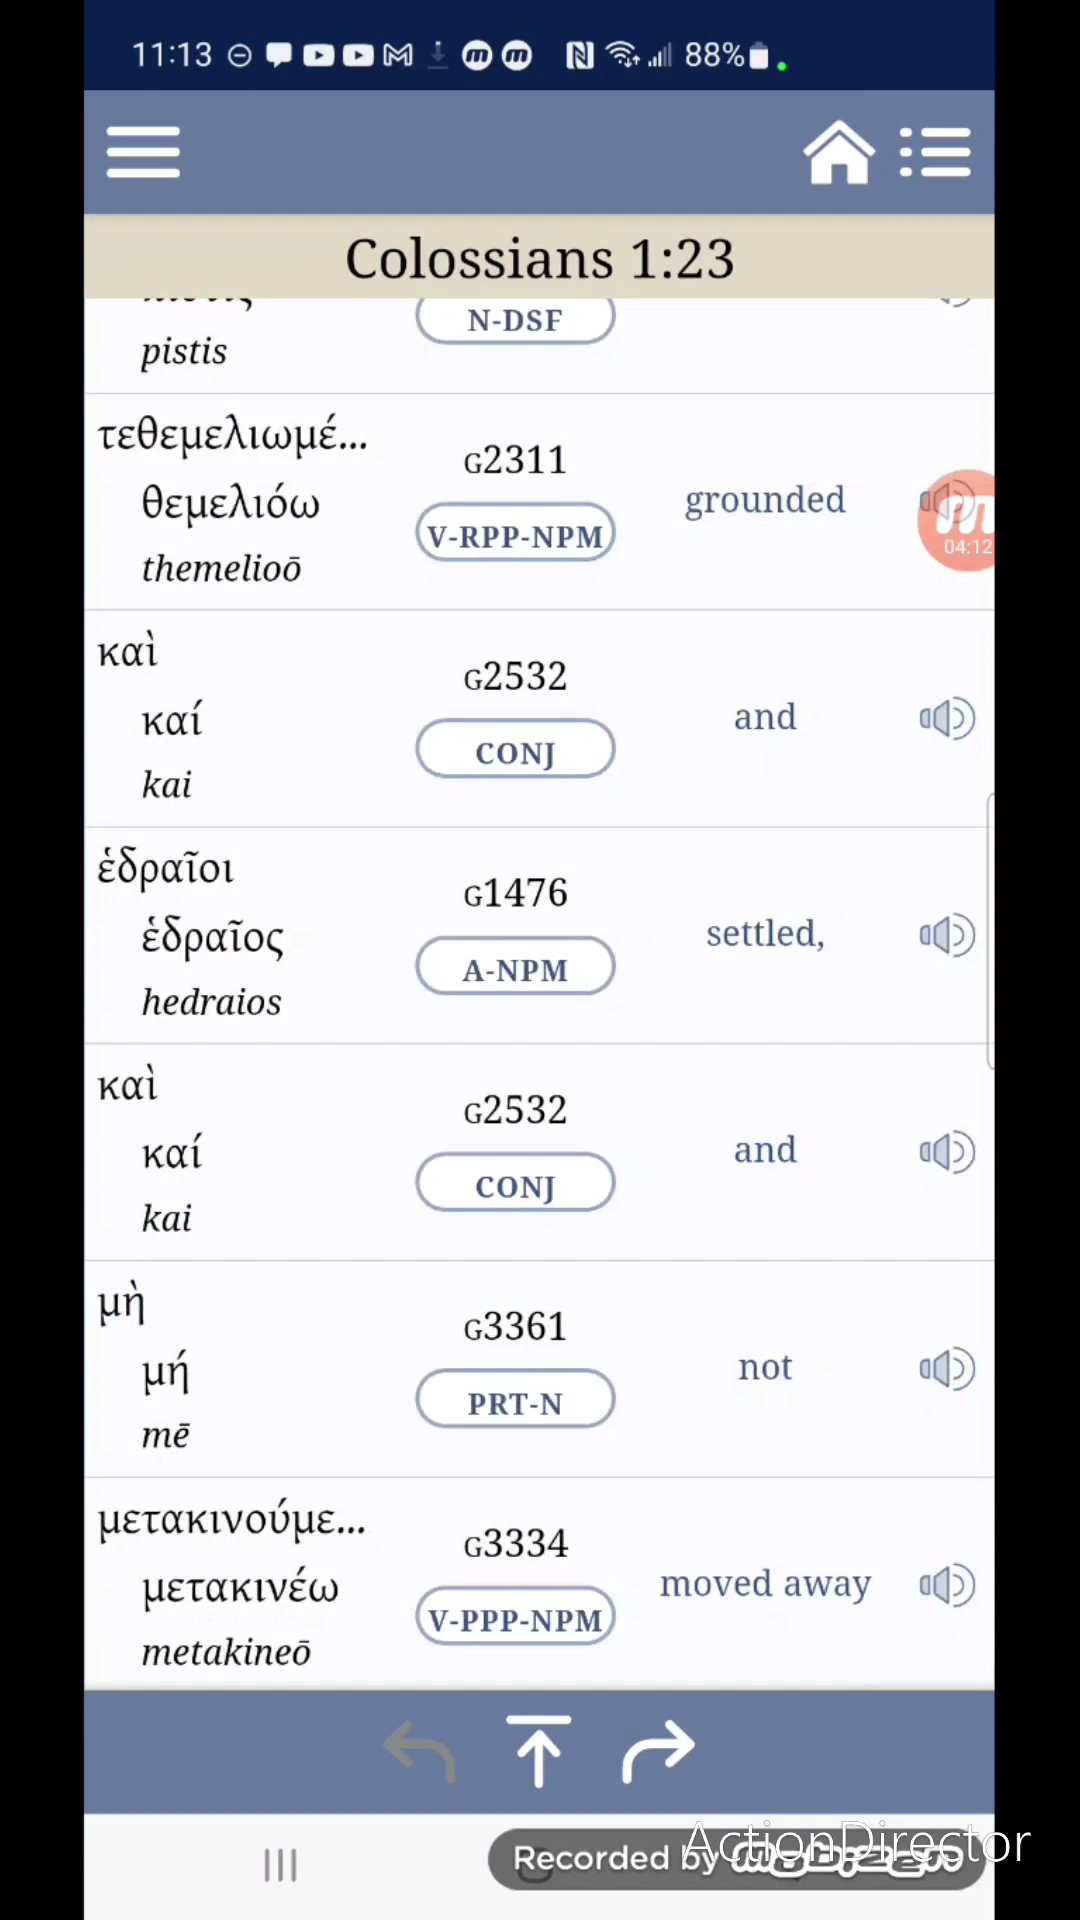 11:13 88%
Colossians 1:23
N-DSF
pistis
τεθεμελιωμέ...
G2311
θεμελιόω
grounded
V-RPP-NPM
04:12
themelioō
καὶ
G2532
καί
and
CONJ
kai
ἑδραῖοι
G1476
ἑδραῖος
settled,
A-NPM
hedraios
καὶ
G2532
καί
and
CONJ
kai
μὴ
G3361
μή
not
PRT-N
mē
μετακινούμε...
G3334
μετακινέω
moved away
V-PPP-NPM
metakineō
ActionDirector
Recorded by